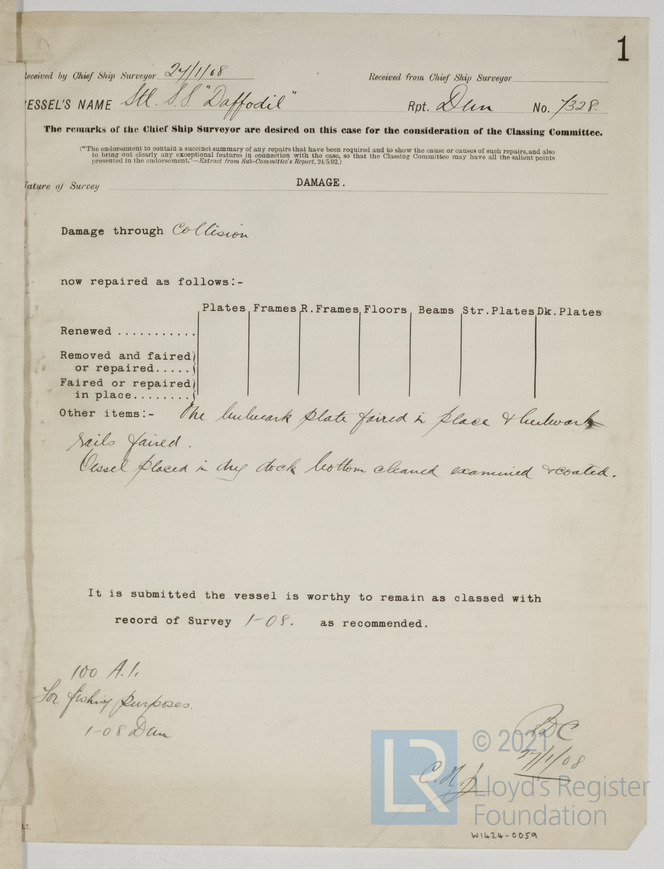 1
Received by Chief Ship Surveyor 27/1/08 Received from Chief Ship Surveyor
VESSEL'S NAME Stl. S.S "Daffodil" Rpt. Dun No. 7328.
The remarks of the Chief Ship Surveyor are desired on this case for the consideration of the Classing Committee.
("The endorsement to contain a succinct summary of any repairs that have been required and to show the cause or causes of such repairs, and also
to bring out clearly any exceptional features in connection with the case, so that the Classing Committee may have all the salient points
presented in the endorsement."—Extract from Sub-Committee's Report, 24/5/92.)
Nature of Survey DAMAGE.
Damage through Collision
now repaired as follows:-
Plates Frames R.Frames Floors Beams Str.Plates Dk.Plates
Renewed ...........
Removed and faired)
or repaired.....)
Faired or repaired)
in place........)
Other items:- One bulwark plate faired in place & bulwark
rails faired.
Vessel placed in dry dock bottom cleaned examined & coated.
It is submitted the vessel is worthy to remain as classed with
record of Survey 1-08. as recommended.
100 A.1.
For fishing purposes.
1-08 Dun
27/1/08
© 2021
LR
Lloyd's Register
Foundation
W1624-0059